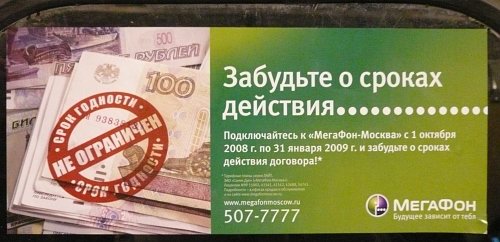 500
РУБЛЕЙ
100
СРОК ГОДНОСТИ
НЕ ОГРАНИЧЕН
СРОК ГОДНОСТИ
Забудьте о сроках
действия
Подключайтесь к «МегаФон-Москва» с 1 октября
2008 г. по 31 января 2009 г. и забудьте о сроках
действия договора!*
www.megafonmoscow.ru
507-7777
МЕГАФОН
Будущее зависит от тебя